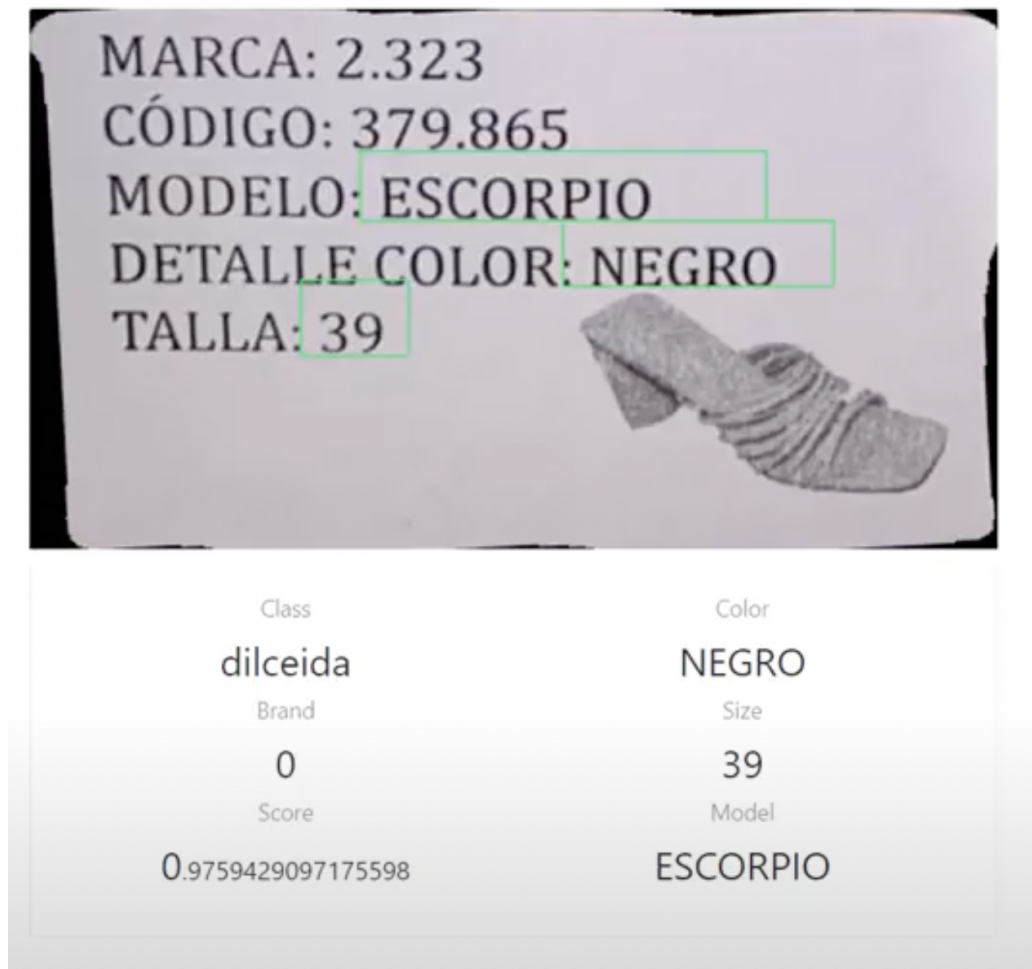 MARCA: 2.323
CÓDIGO: 379.865
MODELO: ESCORPIO
DETALLE COLOR: NEGRO
TALLA: 39
Class
Color
dilceida
NEGRO
Brand
Size
0
39
Score
Model
0.9759429097175598
ESCORPIO